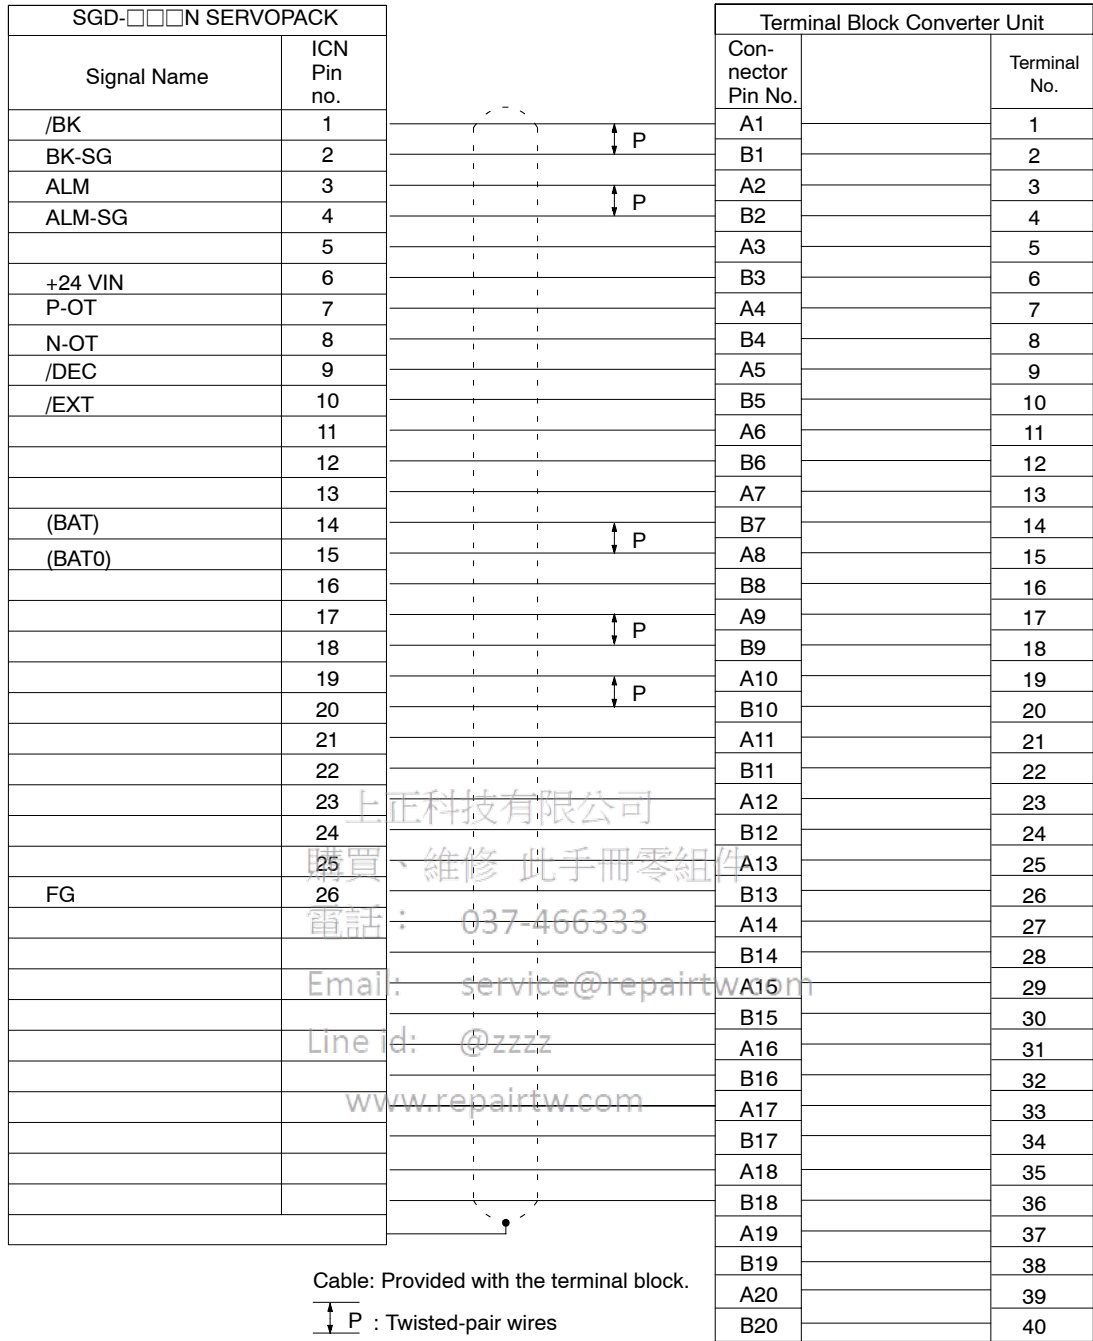 SGD-□□□N SERVOPACK Terminal Block Converter Unit
Signal Name ICN Pin no. Con-nector Pin No. Terminal No.
/BK 1 P A1 1
BK-SG 2 B1 2
ALM 3 P A2 3
ALM-SG 4 B2 4
5 A3 5
+24 VIN 6 B3 6
P-OT 7 A4 7
N-OT 8 B4 8
/DEC 9 A5 9
/EXT 10 B5 10
11 A6 11
12 B6 12
13 A7 13
(BAT) 14 P B7 14
(BAT0) 15 A8 15
16 B8 16
17 P A9 17
18 B9 18
19 P A10 19
20 B10 20
21 A11 21
22 B11 22
23 A12 23
上正科技有限公司
24 B12 24
25 A13 25
購買、維修 此手冊零組件
FG 26 B13 26
電話: 037-466333
A14 27
B14 28
Email: service@repairtw.com
A15 29
B15 30
Line id: @zzzz
A16 31
B16 32
www.repairtw.com
A17 33
B17 34
A18 35
B18 36
A19 37
B19 38
Cable: Provided with the terminal block.
A20 39
P : Twisted-pair wires
B20 40